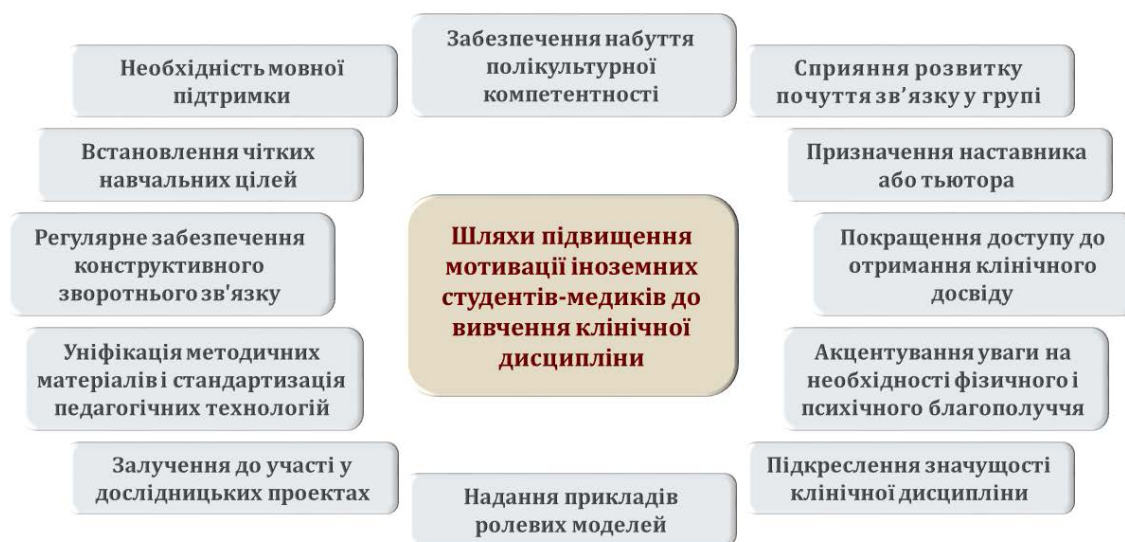 Забезпечення набуття
полікультурної
компетентності
Необхідність мовної
підтримки
Сприяння розвитку
почуття зв’язку у групі
Встановлення чітких
навчальних цілей
Призначення наставника
або тьютора
Регулярне забезпечення
конструктивного
зворотнього зв'язку
Шляхи підвищення
мотивації іноземних
студентів-медиків до
вивчення клінічної
дисципліни
Покращення доступу до
отримання клінічного
досвіду
Уніфікація методичних
матеріалів і стандартизація
педагогічних технологій
Акцентування уваги на
необхідності фізичного і
психічного благополуччя
Залучення до участі у
дослідницьких проектах
Надання прикладів
ролевих моделей
Підкреслення значущості
клінічної дисципліни